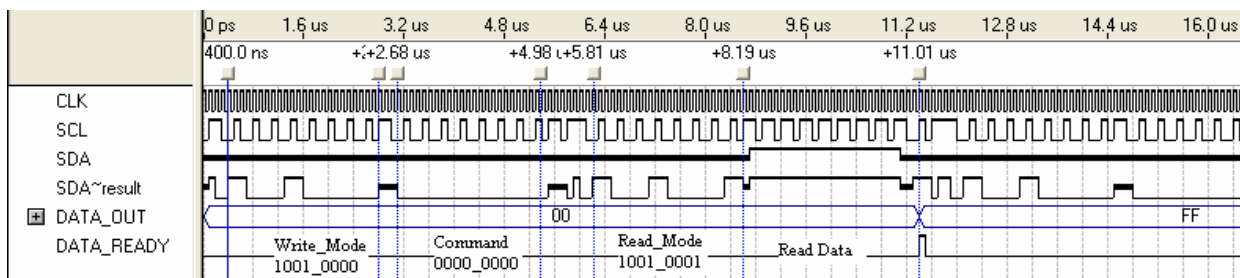 0 ps 1.6 us 3.2 us 4.8 us 6.4 us 8.0 us 9.6 us 11.2 us 12.8 us 14.4 us 16.0 us
400.0 ns +2.68 us +4.98 +5.81 us +8.19 us +11.01 us
CLK
SCL
SDA
SDA~result
DATA_OUT 00 FF
DATA_READY Write_Mode Command Read_Mode Read Data
1001_0000 0000_0000 1001_0001